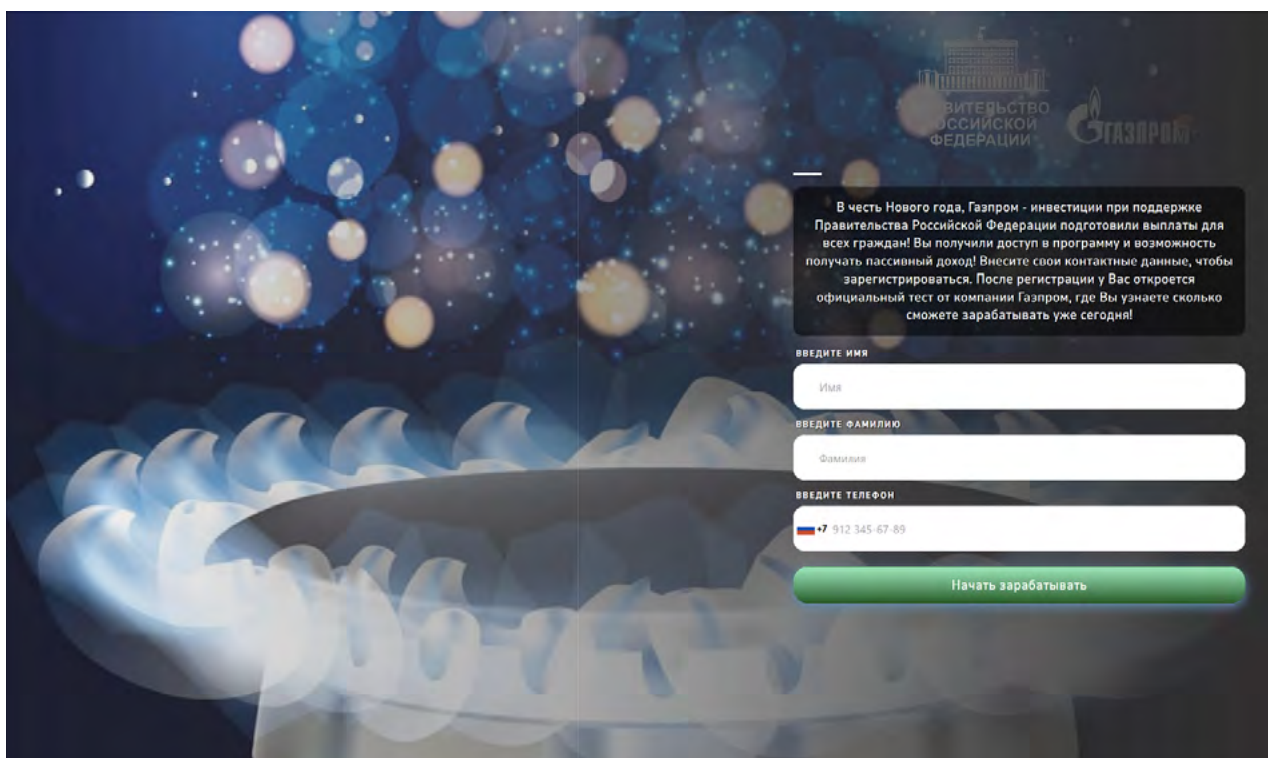 ПРАВИТЕЛЬСТВО
РОССИЙСКОЙ
ФЕДЕРАЦИИ
ГАЗПРОМ
В честь Нового года, Газпром - инвестиции при поддержке
Правительства Российской Федерации подготовили выплаты для
всех граждан! Вы получили доступ в программу и возможность
получать пассивный доход! Внесите свои контактные данные, чтобы
зарегистрироваться. После регистрации у Вас откроется
официальный тест от компании Газпром, где Вы узнаете сколько
сможете зарабатывать уже сегодня!
ВВЕДИТЕ ИМЯ
Имя
ВВЕДИТЕ ФАМИЛИЮ
Фамилия
ВВЕДИТЕ ТЕЛЕФОН
+7 912 345-67-89
Начать зарабатывать